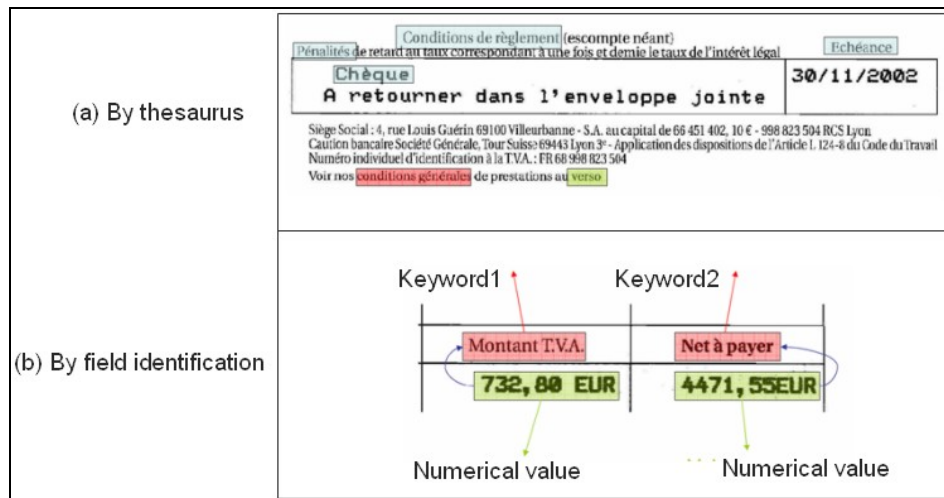 (a) By thesaurus
Conditions de règlement (escompte néant)
Pénalités de retard au taux correspondant à une fois et demie le taux de l'intérêt légal
Echéance
Chèque
A retourner dans l'enveloppe jointe
30/11/2002
Siège Social : 4, rue Louis Guérin 69100 Villeurbanne - S.A. au capital de 66 451 402, 10 € - 998 823 504 RCS Lyon
Caution bancaire Société Générale, Tour Suisse 69443 Lyon 3e - Application des dispositions de l'Article L 124-8 du Code du Travail
Numéro individuel d'identification à la T.V.A. : FR 68 998 823 504
Voir nos conditions générales de prestations au verso
(b) By field identification
Keyword1 Keyword2
Montant T.V.A. Net à payer
732,80 EUR 4471,55EUR
Numerical value Numerical value